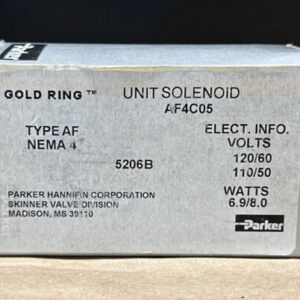 GOLD RING ™
UNIT SOLENOID
AF4C05
TYPE AF
NEMA 4
5206B
ELECT. INFO.
VOLTS
120/60
110/50
WATTS
6.9/8.0
PARKER HANNIFIN CORPORATION
SKINNER VALVE DIVISION
MADISON, MS 39110
Parker